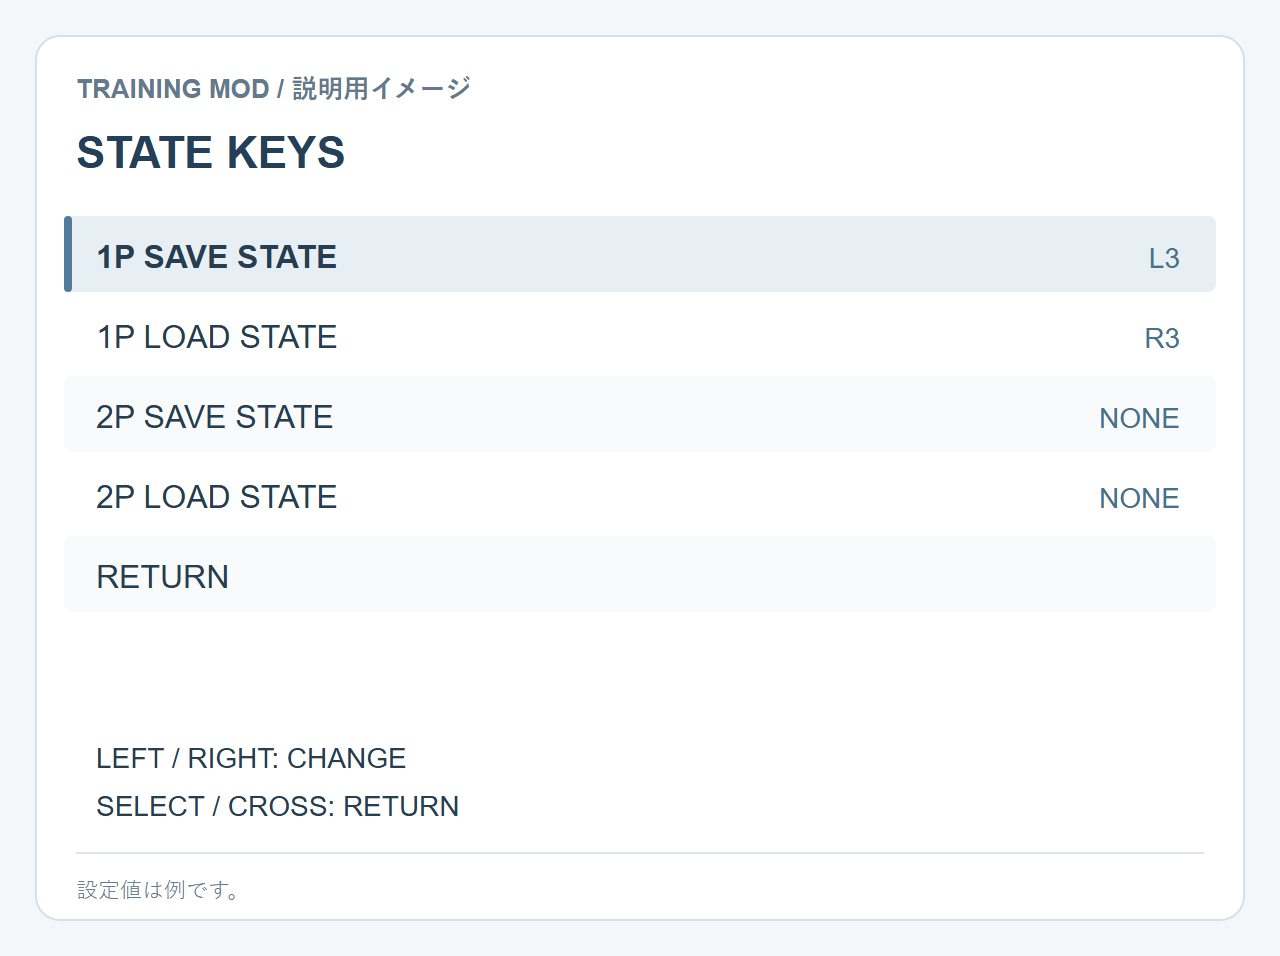 TRAINING MOD / 説明用イメージ
STATE KEYS
1P SAVE STATE L3
1P LOAD STATE R3
2P SAVE STATE NONE
2P LOAD STATE NONE
RETURN
LEFT / RIGHT: CHANGE
SELECT / CROSS: RETURN
設定値は例です。